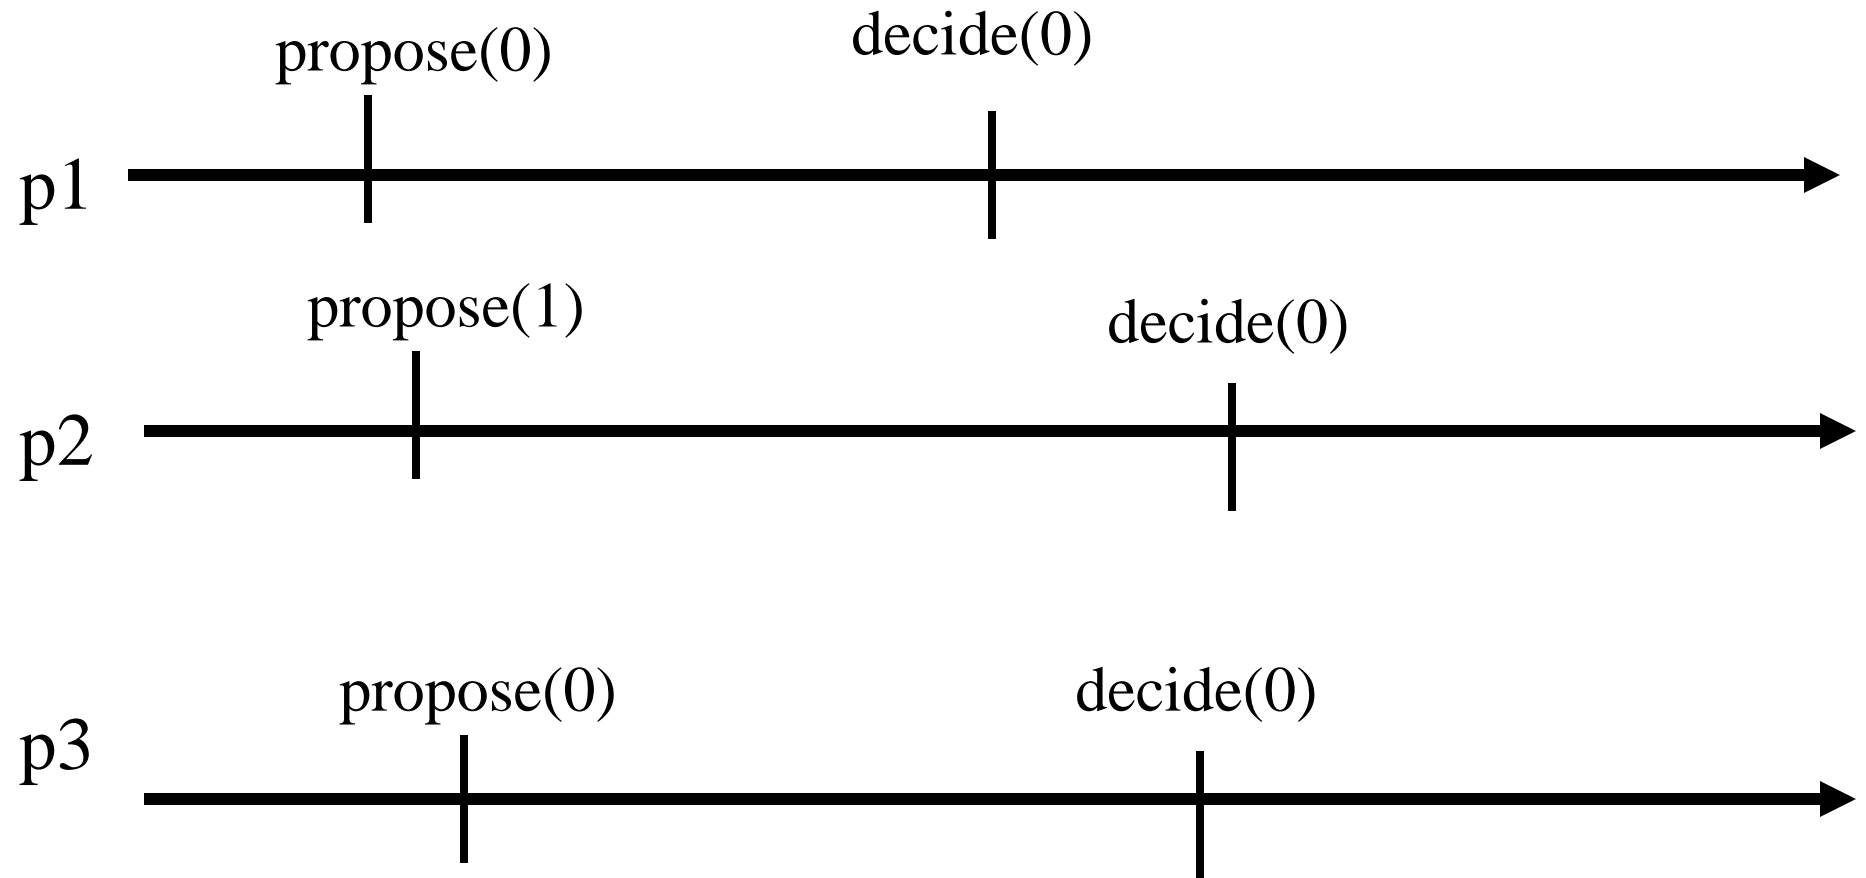 propose(0)
decide(0)
p1
propose(1)
decide(0)
p2
propose(0)
decide(0)
p3